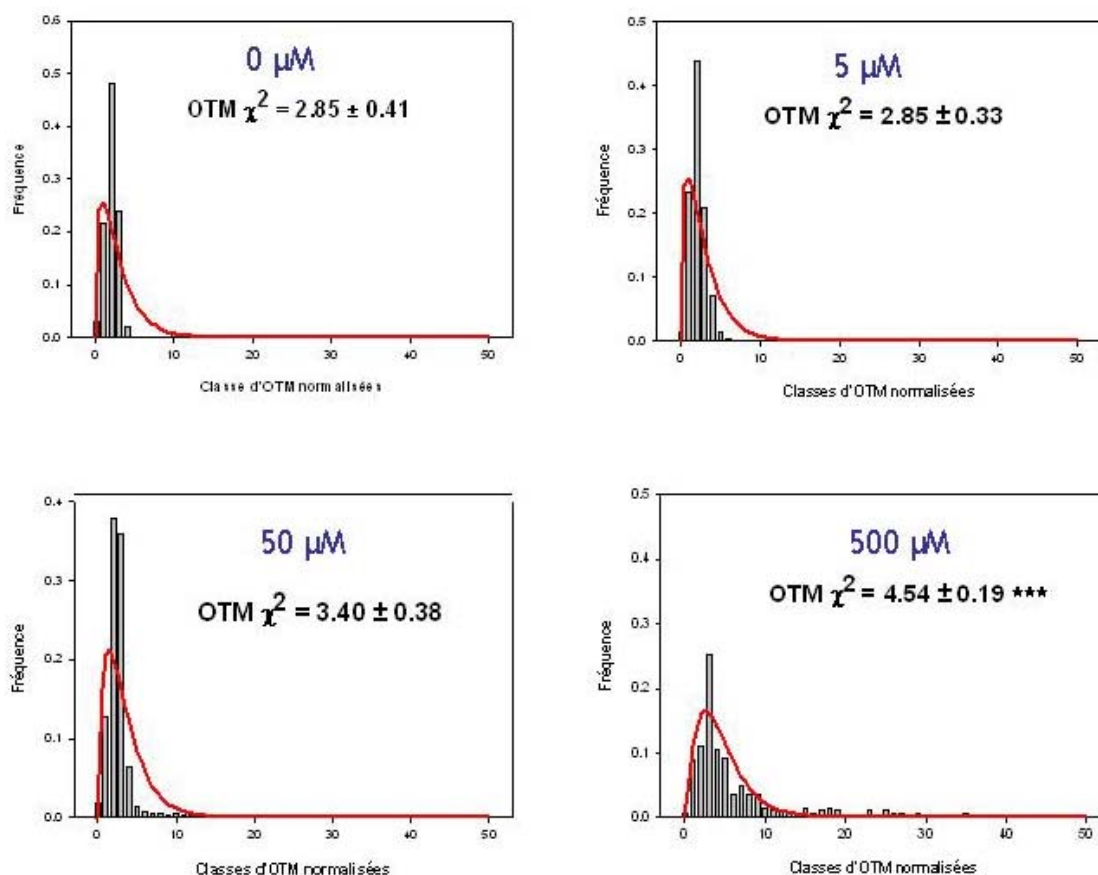 0.6
0.5
0.4
0.3
0.2
0.1
0.0
Fréquence
0 µM
OTM χ² = 2.85 ± 0.41
0 10 20 30 40 50
Classe d'OTM normalisées
0.5
0.4
0.3
0.2
0.1
0.0
Fréquence
5 µM
OTM χ² = 2.85 ± 0.33
0 10 20 30 40 50
Classes d'OTM normalisées
0.4
0.3
0.2
0.1
0.0
Fréquence
50 µM
OTM χ² = 3.40 ± 0.38
0 10 20 30 40 50
Classes d'OTM normalisées
0.5
0.4
0.3
0.2
0.1
0.0
Fréquence
500 µM
OTM χ² = 4.54 ± 0.19 ***
0 10 20 30 40 50
Classes d'OTM normalisées